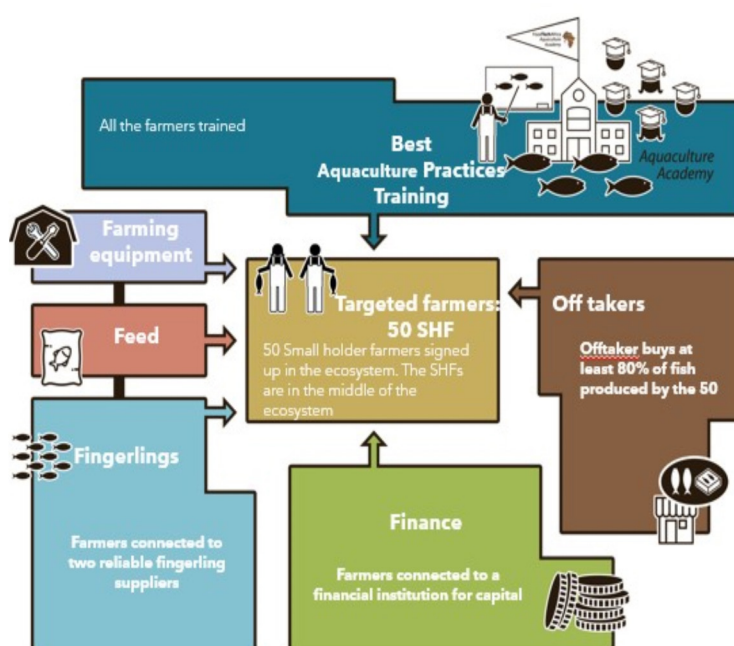 All the farmers trained
Best
Aquaculture Practices
Training
Aquaculture
Academy
Aquaculture
Academy
Farming
equipment
Targeted farmers:
50 SHF
50 Small holder farmers signed
up in the ecosystem. The SHFs
are in the middle of the
ecosystem
Off takers
Offtaker buys at
least 80% of fish
produced by the 50
Feed
Fingerlings
Farmers connected to
two reliable fingerling
suppliers
Finance
Farmers connected to a
financial institution for capital